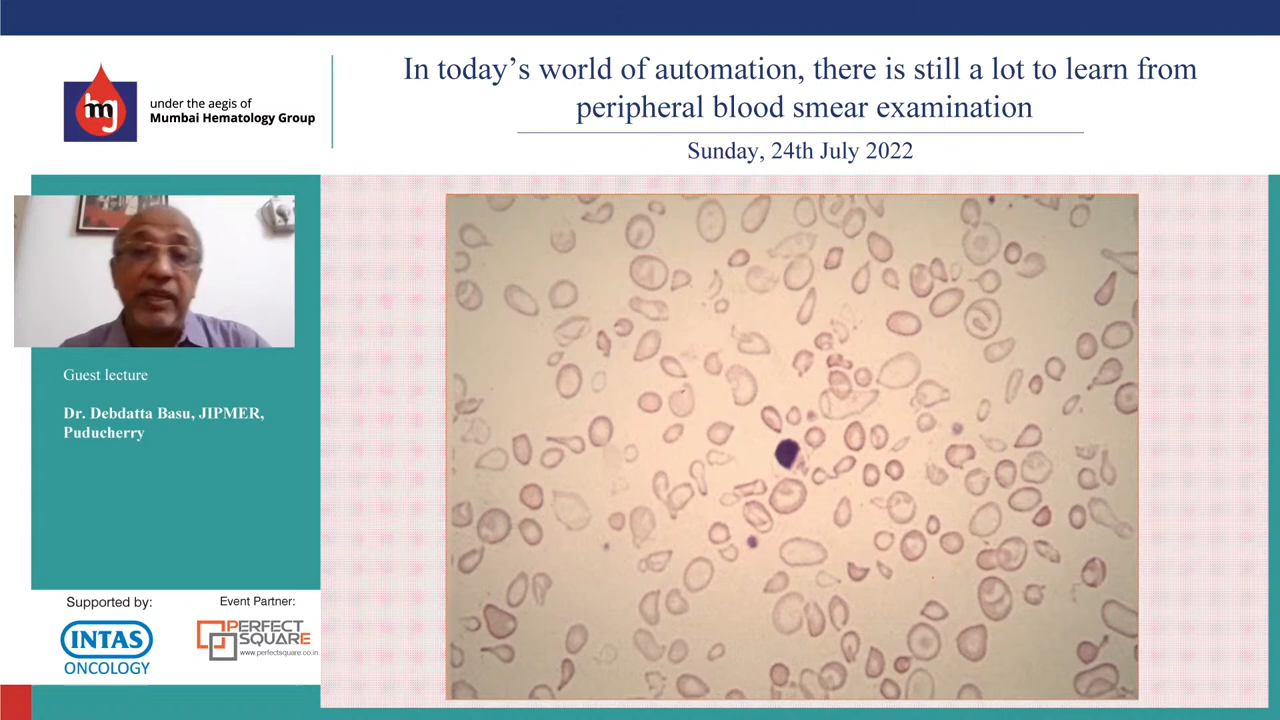 In today’s world of automation, there is still a lot to learn from
peripheral blood smear examination
Sunday, 24th July 2022
mg
under the aegis of
Mumbai Hematology Group
Guest lecture
Dr. Debdatta Basu, JIPMER,
Puducherry
Supported by:
INTAS
ONCOLOGY
Event Partner:
PERFECT
SQUARE
www.perfectsquare.co.in